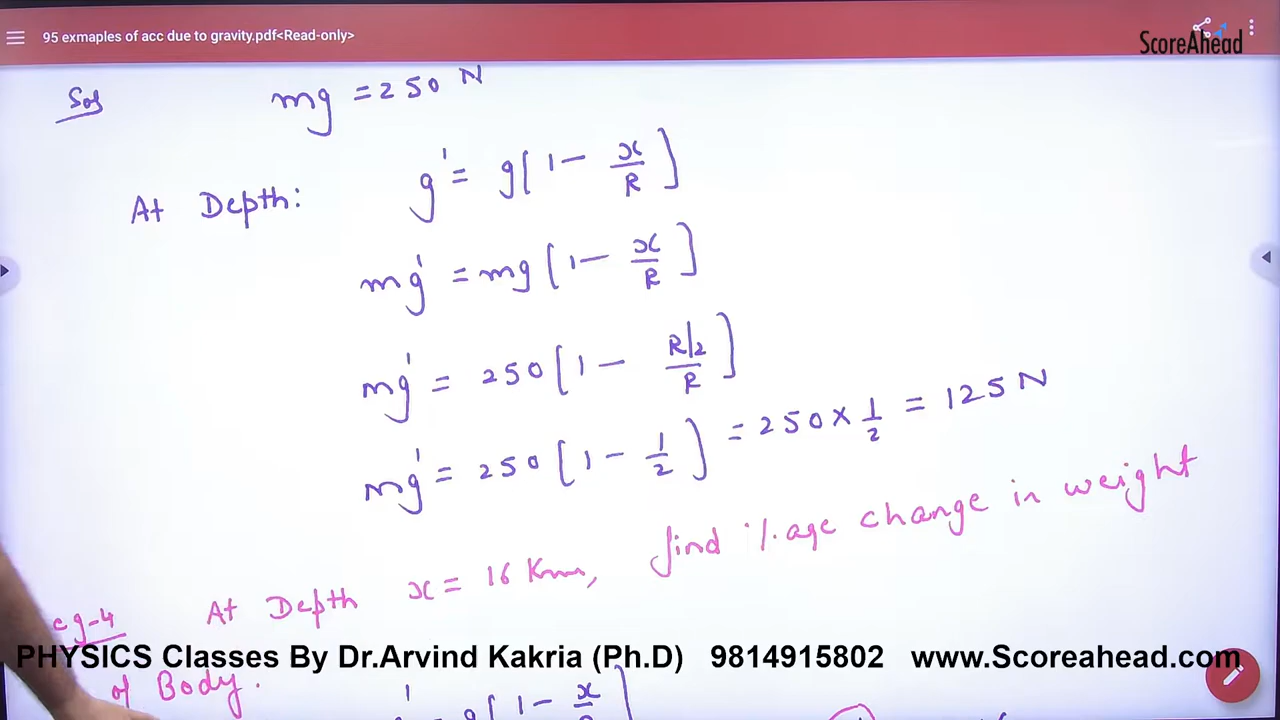 95 exmaples of acc due to gravity.pdf<Read-only>
ScoreAhead
Sol mg = 250 N
At Depth: g' = g[1 - x/R]
mg' = mg[1 - x/R]
mg' = 250[1 - R/2/R]
mg' = 250[1 - 1/2] = 250 x 1/2 = 125 N
eg-4 At Depth x = 16 Km, find %age change in weight
of Body.
PHYSICS Classes By Dr.Arvind Kakria (Ph.D) 9814915802 www.Scoreahead.com
g[1 - x